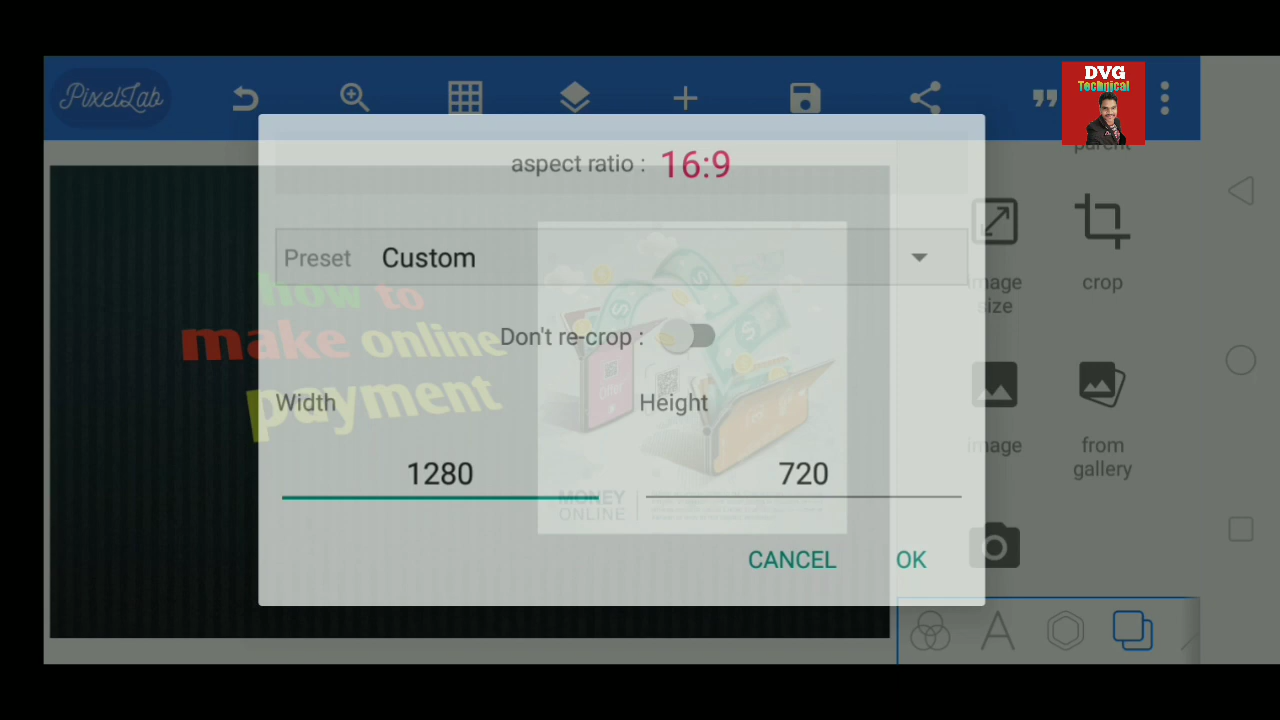 PixelLab
DVG
Technical
parent
aspect ratio : 16:9
Preset Custom
image
size
crop
how to
make online
payment
Don't re-crop :
offer
Width
Height
1280
720
image
from
gallery
MONEY
ONLINE
CANCEL
OK